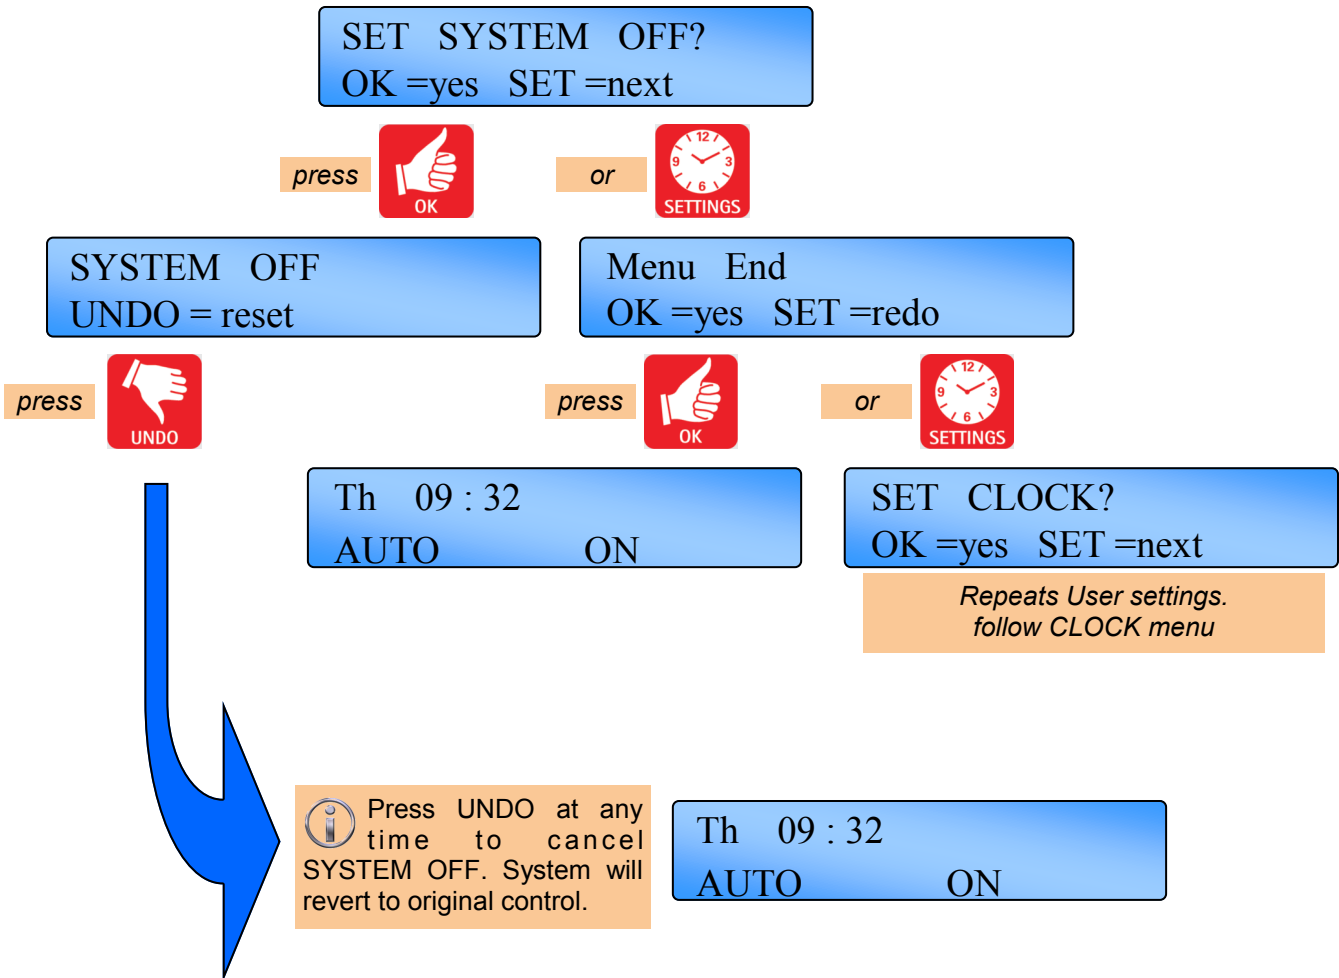 SET SYSTEM OFF?
OK =yes SET =next
press
OK
or
12
9 3
6
SETTINGS
SYSTEM OFF
UNDO = reset
Menu End
OK =yes SET =redo
press
UNDO
press
OK
or
12
9 3
6
SETTINGS
Th 09 : 32
AUTO ON
SET CLOCK?
OK =yes SET =next
Repeats User settings.
follow CLOCK menu
i
Press UNDO at any
time to cancel
SYSTEM OFF. System will
revert to original control.
Th 09 : 32
AUTO ON